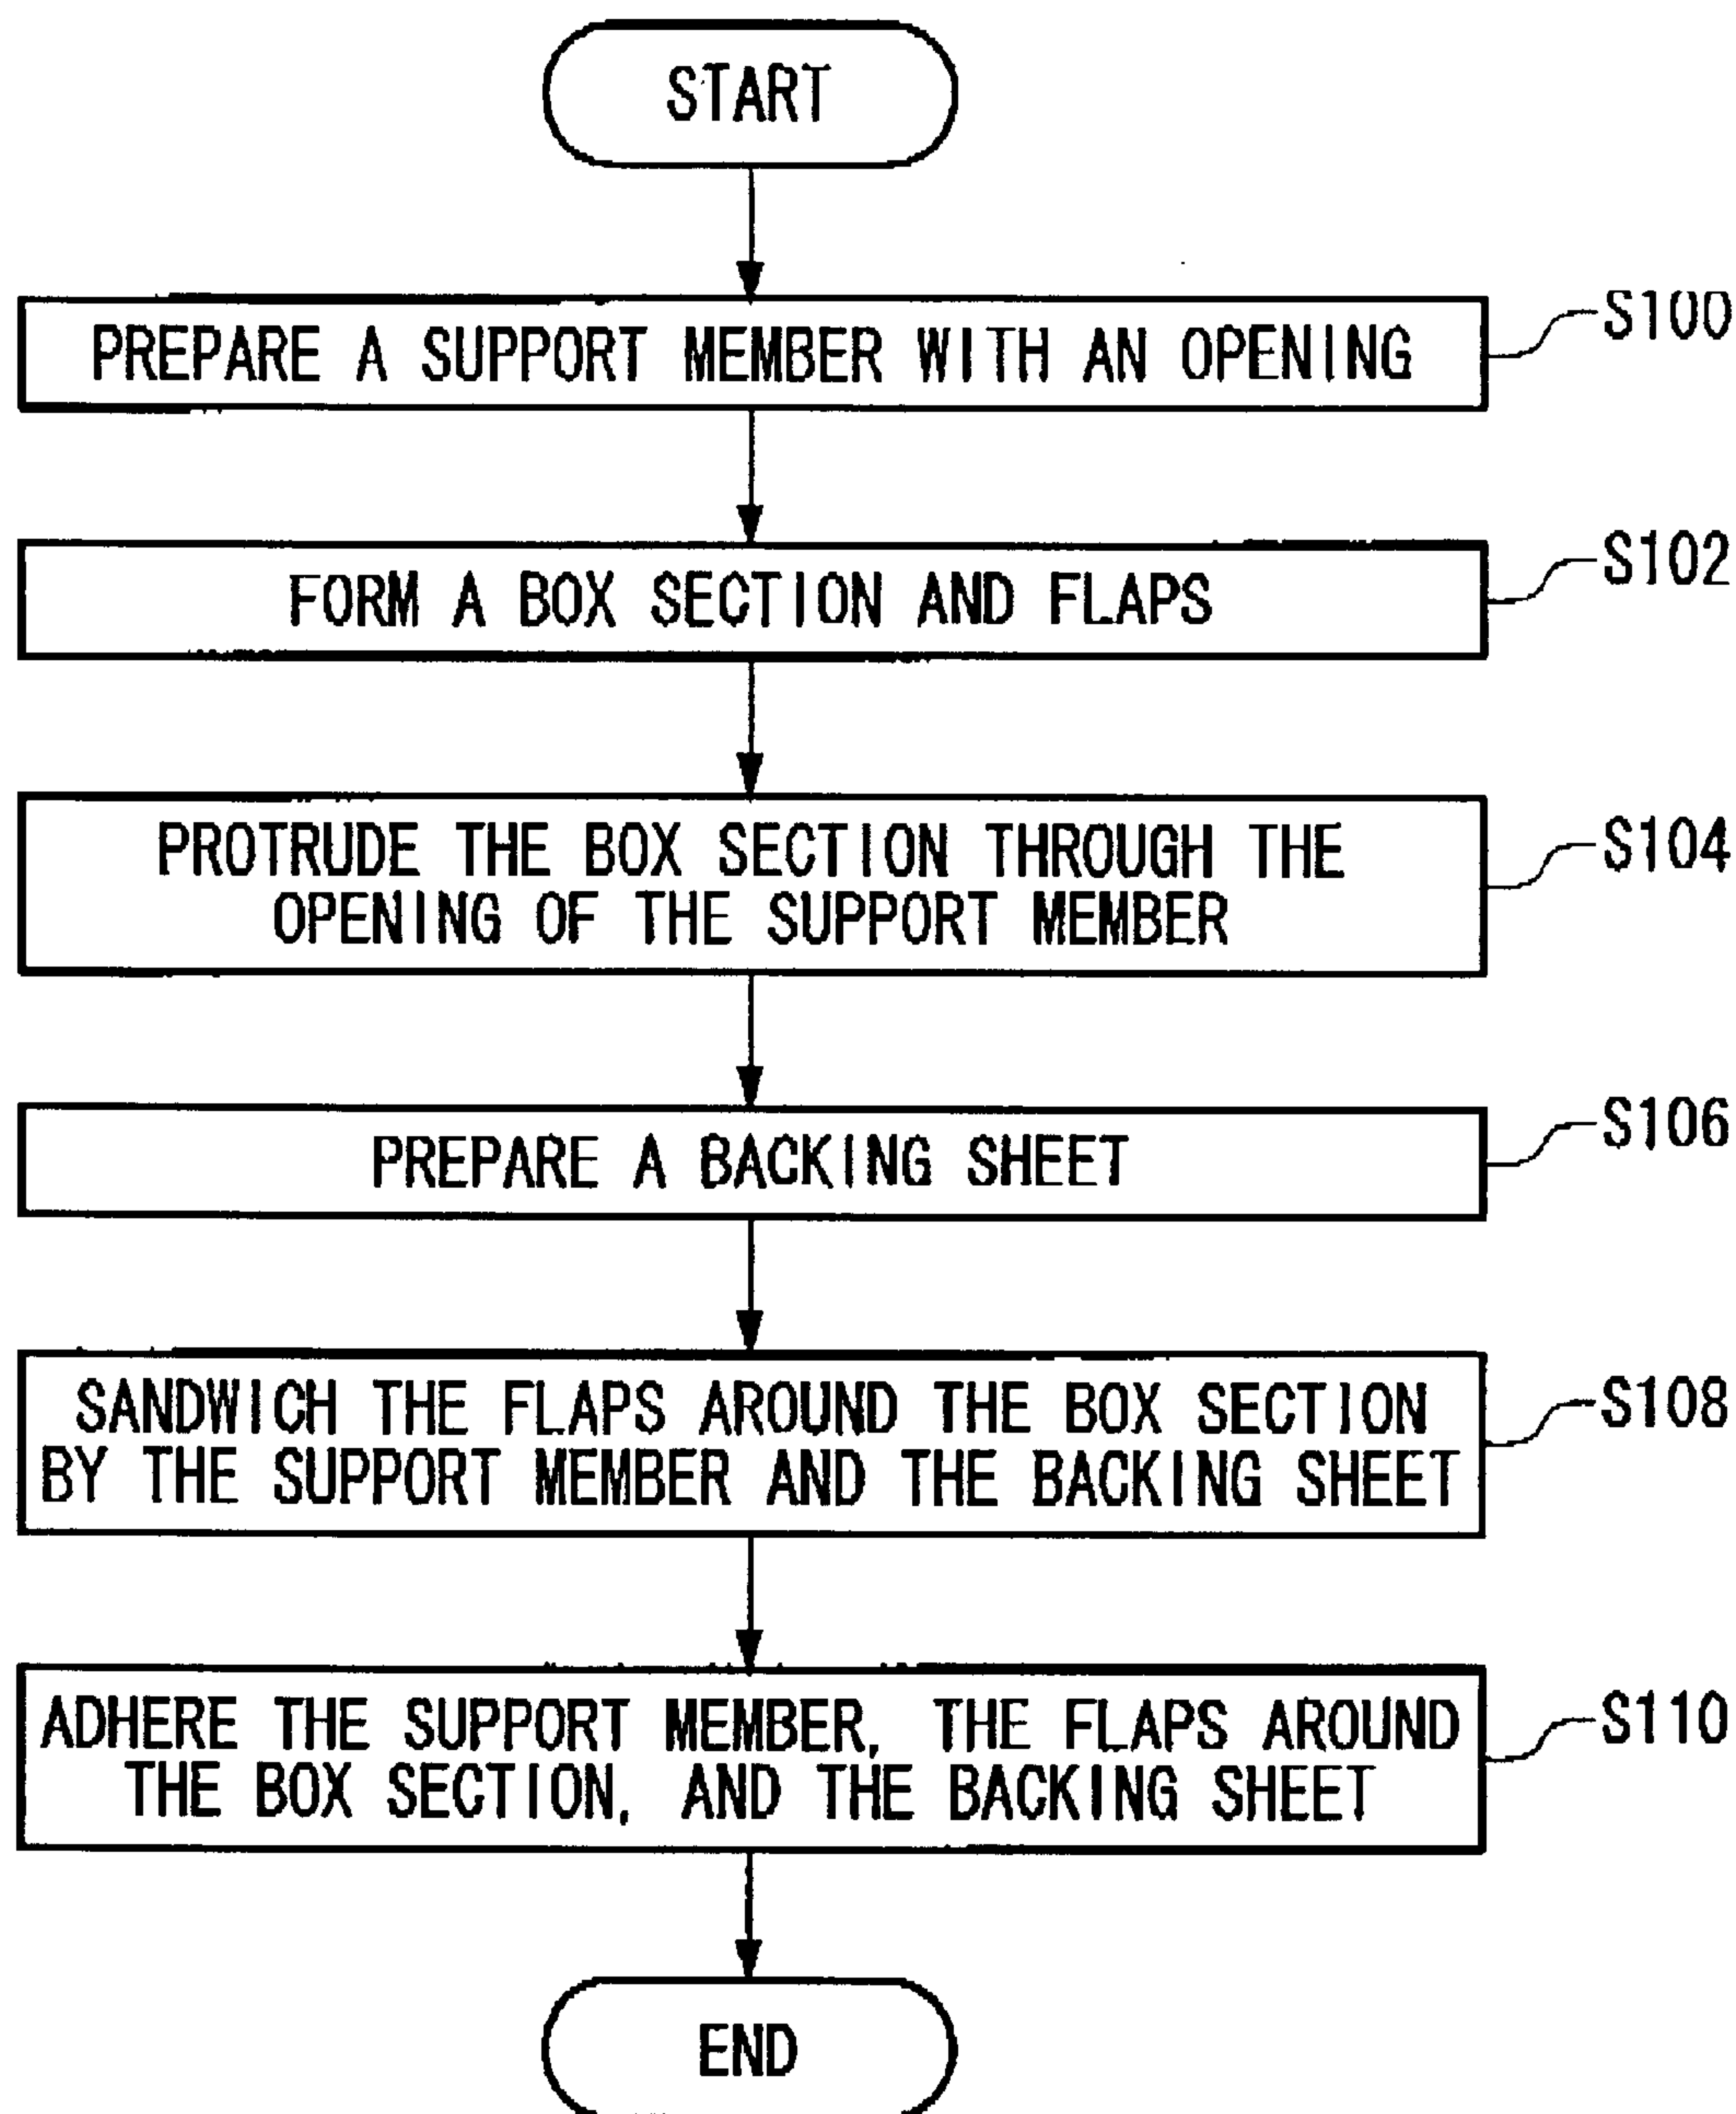 START
PREPARE A SUPPORT MEMBER WITH AN OPENING
S100
FORM A BOX SECTION AND FLAPS
S102
PROTRUDE THE BOX SECTION THROUGH THE
OPENING OF THE SUPPORT MEMBER
S104
PREPARE A BACKING SHEET
S106
SANDWICH THE FLAPS AROUND THE BOX SECTION
BY THE SUPPORT MEMBER AND THE BACKING SHEET
S108
ADHERE THE SUPPORT MEMBER, THE FLAPS AROUND
THE BOX SECTION, AND THE BACKING SHEET
S110
END